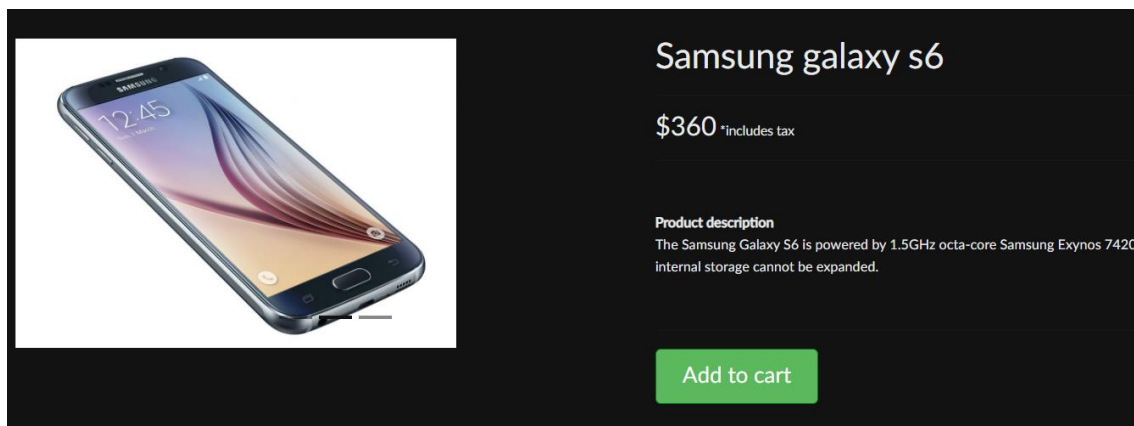 SAMSUNG
12:45
Samsung galaxy s6
$360 *includes tax
Product description
The Samsung Galaxy S6 is powered by 1.5GHz octa-core Samsung Exynos 7420
internal storage cannot be expanded.
Add to cart